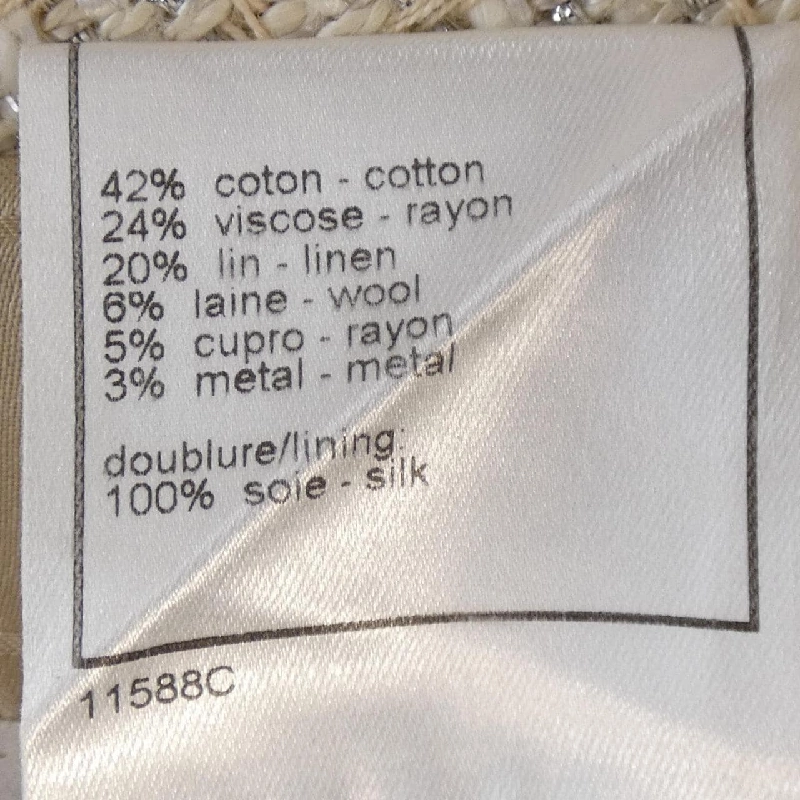 42% coton - cotton
24% viscose - rayon
20% lin - linen
6% laine - wool
5% cupro - rayon
3% metal - metal
doublure/lining:
100% soie - silk
11588C